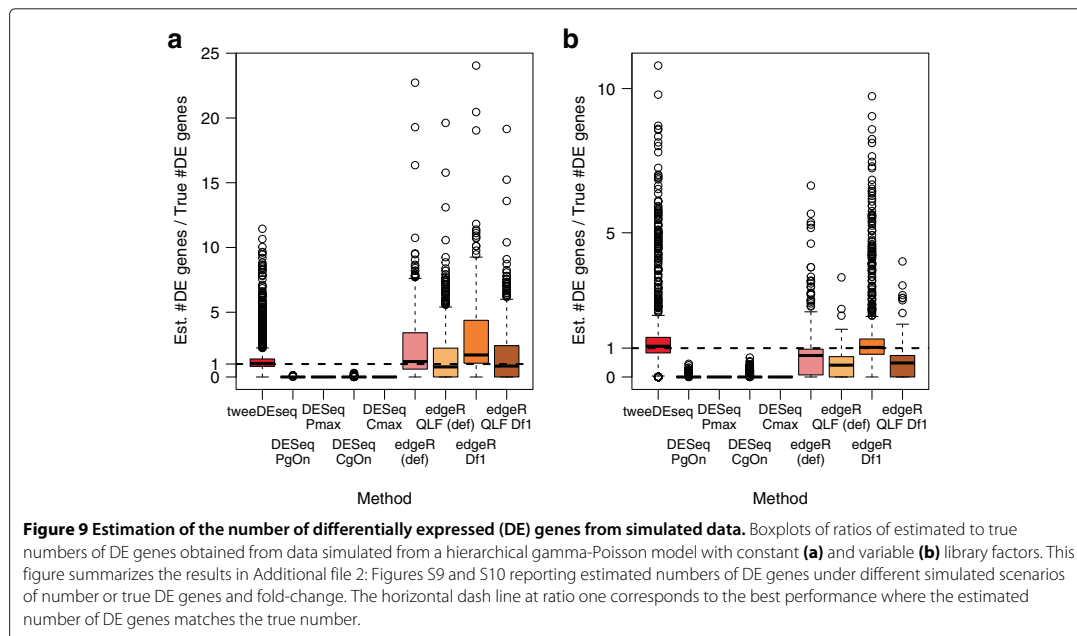 a
b
Est. #DE genes / True #DE genes
25
20
15
10
5
1
0
10
5
1
0
tweeDEseq
DESeq PgOn
DESeq Pmax
DESeq CgOn
DESeq Cmax
edgeR (def)
edgeR QLF (def)
edgeR Df1
edgeR QLF Df1
Method
Est. #DE genes / True #DE genes
tweeDEseq
DESeq PgOn
DESeq Pmax
DESeq CgOn
DESeq Cmax
edgeR (def)
edgeR QLF (def)
edgeR Df1
edgeR QLF Df1
Method
Figure 9 Estimation of the number of differentially expressed (DE) genes from simulated data. Boxplots of ratios of estimated to true
numbers of DE genes obtained from data simulated from a hierarchical gamma-Poisson model with constant (a) and variable (b) library factors. This
figure summarizes the results in Additional file 2: Figures S9 and S10 reporting estimated numbers of DE genes under different simulated scenarios
of number or true DE genes and fold-change. The horizontal dash line at ratio one corresponds to the best performance where the estimated
number of DE genes matches the true number.